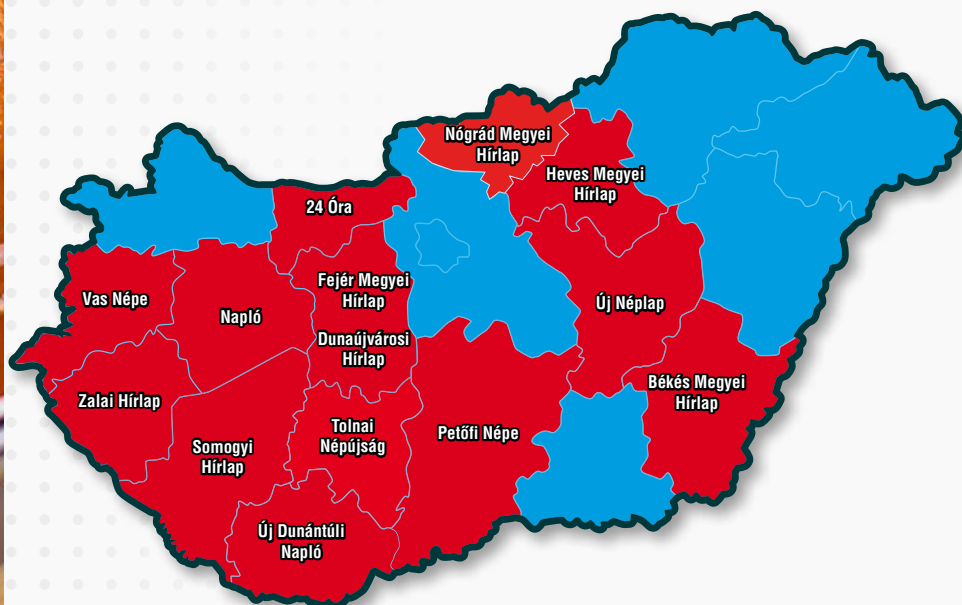 Nógrád Megyei
Hírlap
Heves Megyei
Hírlap
24 Óra
Fejér Megyei
Hírlap
Vas Népe
Napló
Új Néplap
Dunaújvárosi
Hírlap
Zalai Hírlap
Békés Megyei
Hírlap
Somogyi
Hírlap
Tolnai
Népújság
Petőfi Népe
Új Dunántúli
Napló